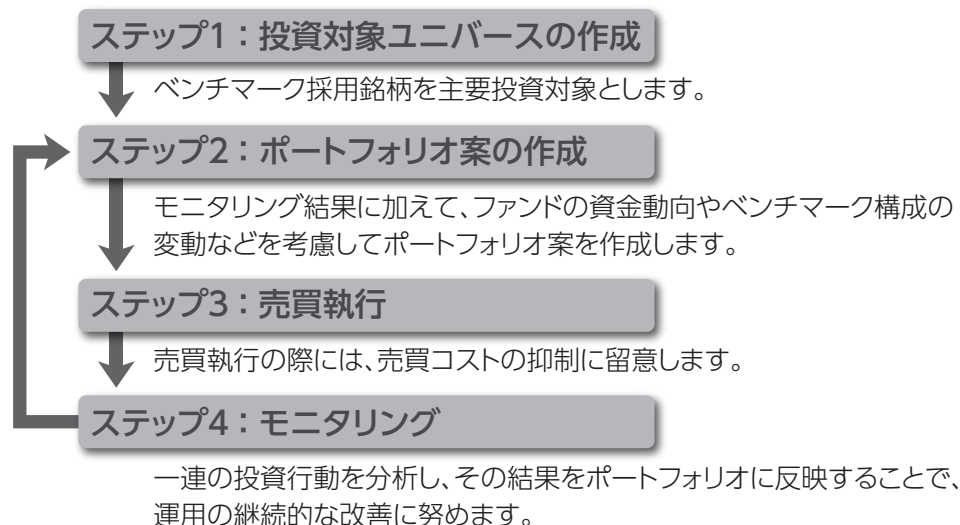 ステップ1：投資対象ユニバースの作成
ベンチマーク採用銘柄を主要投資対象とします。
ステップ2：ポートフォリオ案の作成
モニタリング結果に加えて、ファンドの資金動向やベンチマーク構成の
変動などを考慮してポートフォリオ案を作成します。
ステップ3：売買執行
売買執行の際には、売買コストの抑制に留意します。
ステップ4：モニタリング
一連の投資行動を分析し、その結果をポートフォリオに反映することで、
運用の継続的な改善に努めます。